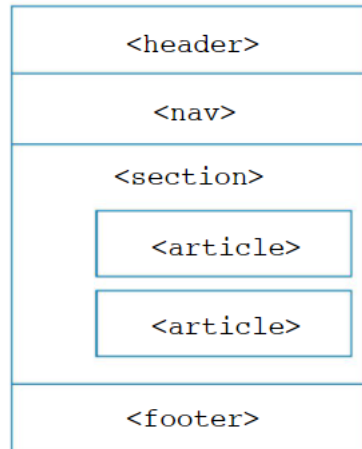 <header>
<nav>
<section>
<article>
<article>
<footer>